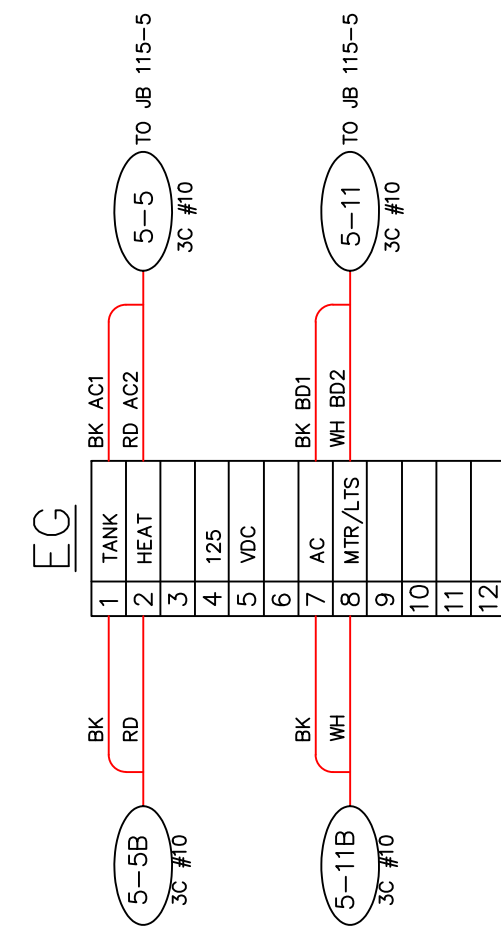 EG
BK AC1
RD AC2
5-5
3C #10
TO JB 115-5
BK BD1
WH BD2
5-11
3C #10
TO JB 115-5
1 TANK
2 HEAT
3
4 125
5 VDC
6
7 AC
8 MTR/LTS
9
10
11
12
BK
RD
5-5B
3C #10
BK
WH
5-11B
3C #10